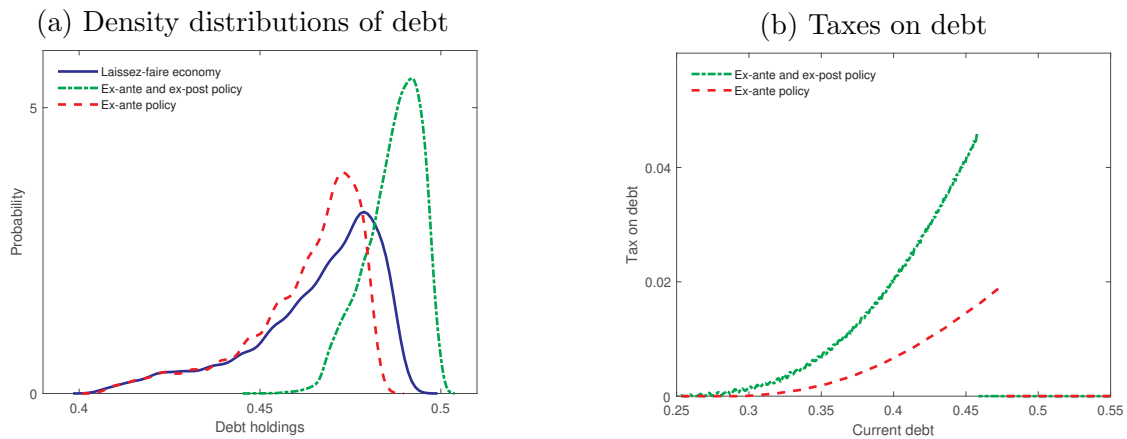 (a) Density distributions of debt
Laissez-faire economy
Ex-ante and ex-post policy
Ex-ante policy
5
0
Probability
0.4
0.45
0.5
Debt holdings
(b) Taxes on debt
Ex-ante and ex-post policy
Ex-ante policy
0.04
0.02
0
Tax on debt
0.25
0.3
0.35
0.4
0.45
0.5
0.55
Current debt